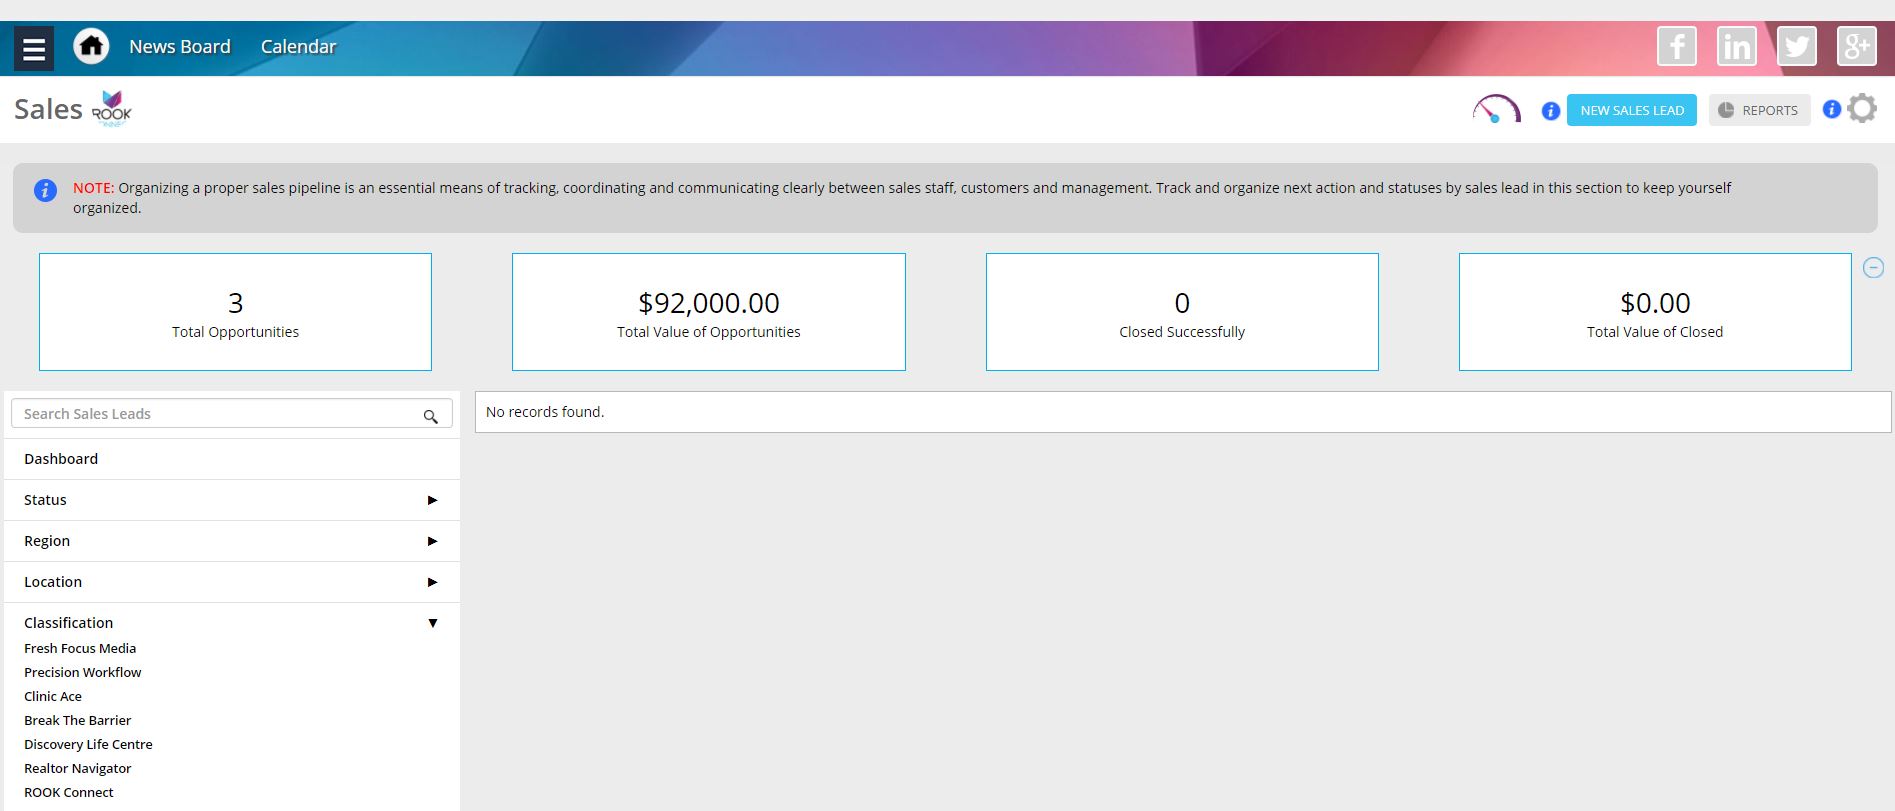 News Board Calendar
Sales ROOK
NEW SALES LEAD REPORTS
NOTE: Organizing a proper sales pipeline is an essential means of tracking, coordinating and communicating clearly between sales staff, customers and management. Track and organize next action and statuses by sales lead in this section to keep yourself
organized.
3
Total Opportunities
$92,000.00
Total Value of Opportunities
0
Closed Successfully
$0.00
Total Value of Closed
Search Sales Leads
No records found.
Dashboard
Status
Region
Location
Classification
Fresh Focus Media
Precision Workflow
Clinic Ace
Break The Barrier
Discovery Life Centre
Realtor Navigator
ROOK Connect